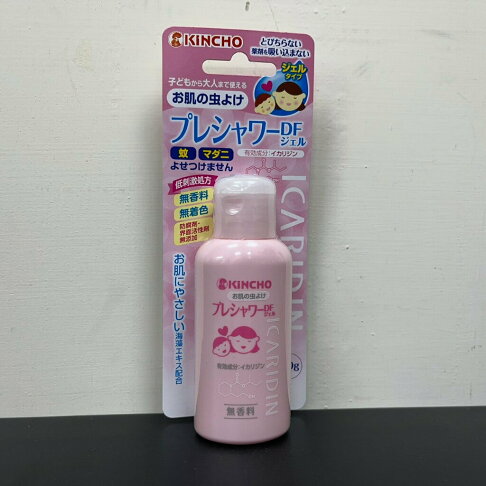 KINCHO
とびちらない
薬剤を吸い込まない
ジェル
タイプ
子どもから大人まで使える
お肌の虫よけ
プレシャワーDF
ジェル
有効成分：イカリジン
蚊 マダニ
よせつけません
低刺激処方
無香料
無着色
防腐剤・
界面活性剤
無添加
お肌にやさしい
海藻エキス配合
ICARIDIN
KINCHO
お肌の虫よけ
プレシャワーDF
ジェル
有効成分：イカリジン
ICARIDIN
無香料